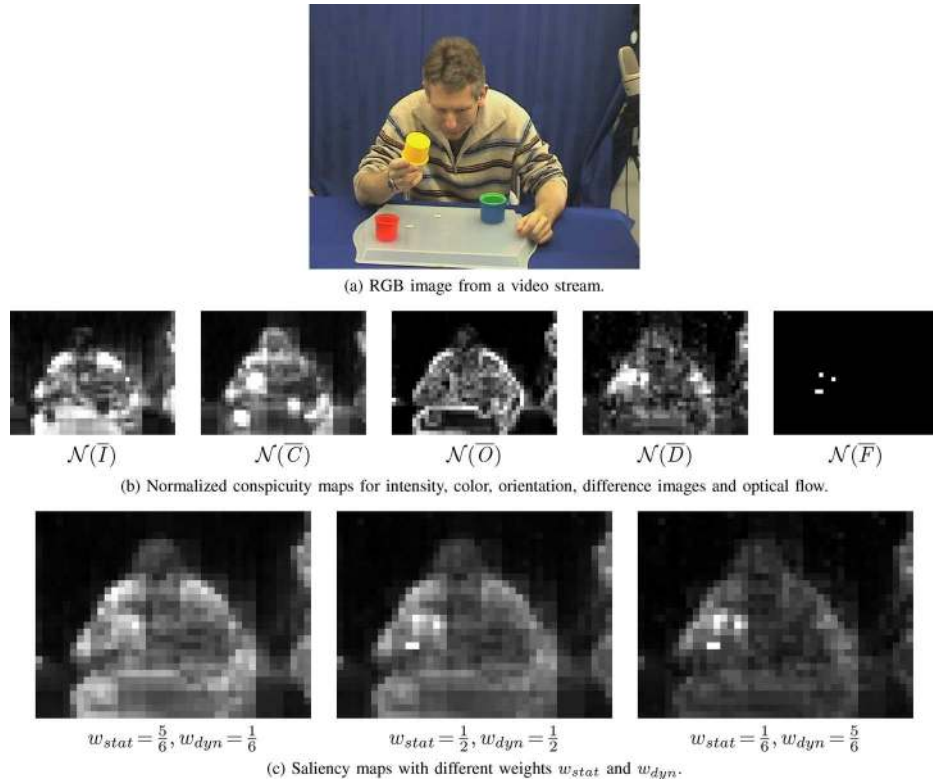 (a) RGB image from a video stream.
𝒩(I̅) 𝒩(C̅) 𝒩(O̅) 𝒩(D̅) 𝒩(F̅)
(b) Normalized conspicuity maps for intensity, color, orientation, difference images and optical flow.
w_stat = 5/6, w_dyn = 1/6 w_stat = 1/2, w_dyn = 1/2 w_stat = 1/6, w_dyn = 5/6
(c) Saliency maps with different weights w_stat and w_dyn.